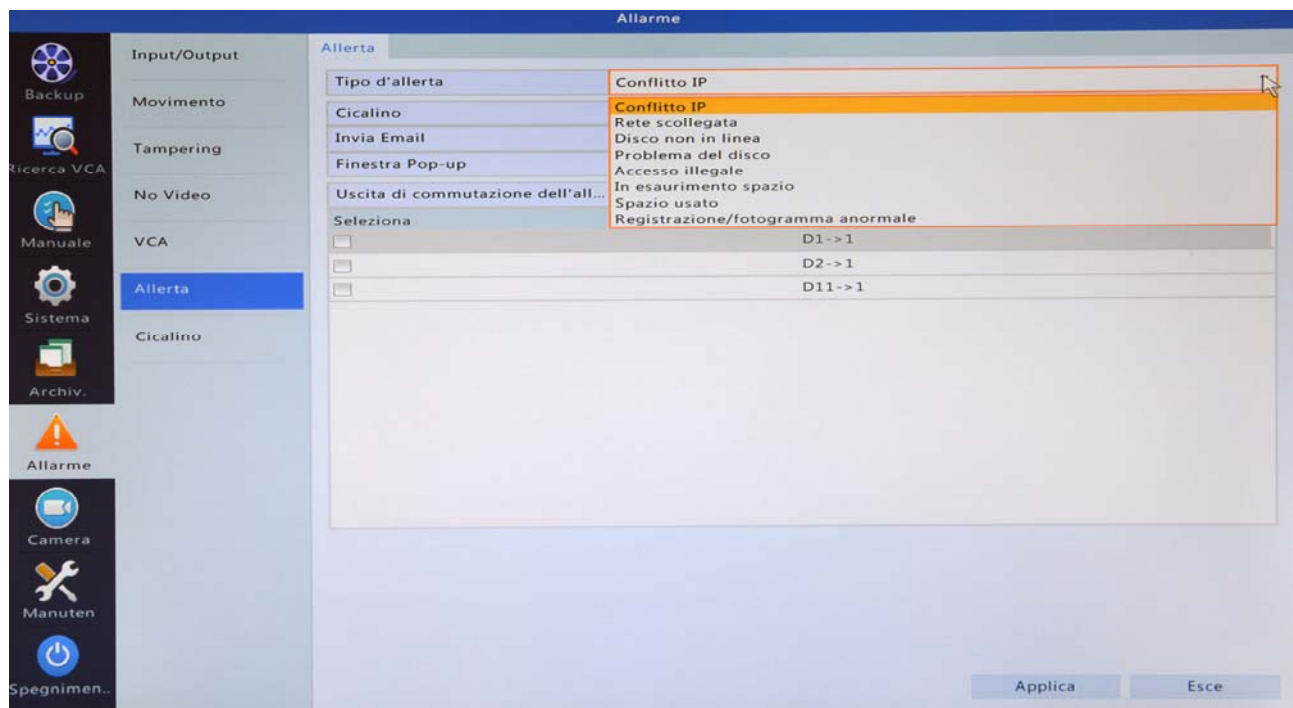 Allarme
Backup
Ricerca VCA
Manuale
Sistema
Archiv.
Allarme
Camera
Manuten
Spegnimen..
Input/Output
Movimento
Tampering
No Video
VCA
Allerta
Cicalino
Allerta
Tipo d'allerta Conflitto IP
Cicalino
Invia Email
Finestra Pop-up
Uscita di commutazione dell'all...
Seleziona
Conflitto IP
Rete scollegata
Disco non in linea
Problema del disco
Accesso illegale
In esaurimento spazio
Spazio usato
Registrazione/fotogramma anormale
D1->1
D2->1
D11->1
Applica Esce